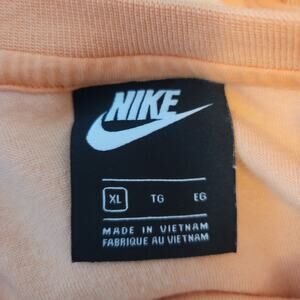 NIKE
XL TG EG
MADE IN VIETNAM
FABRIQUE AU VIETNAM